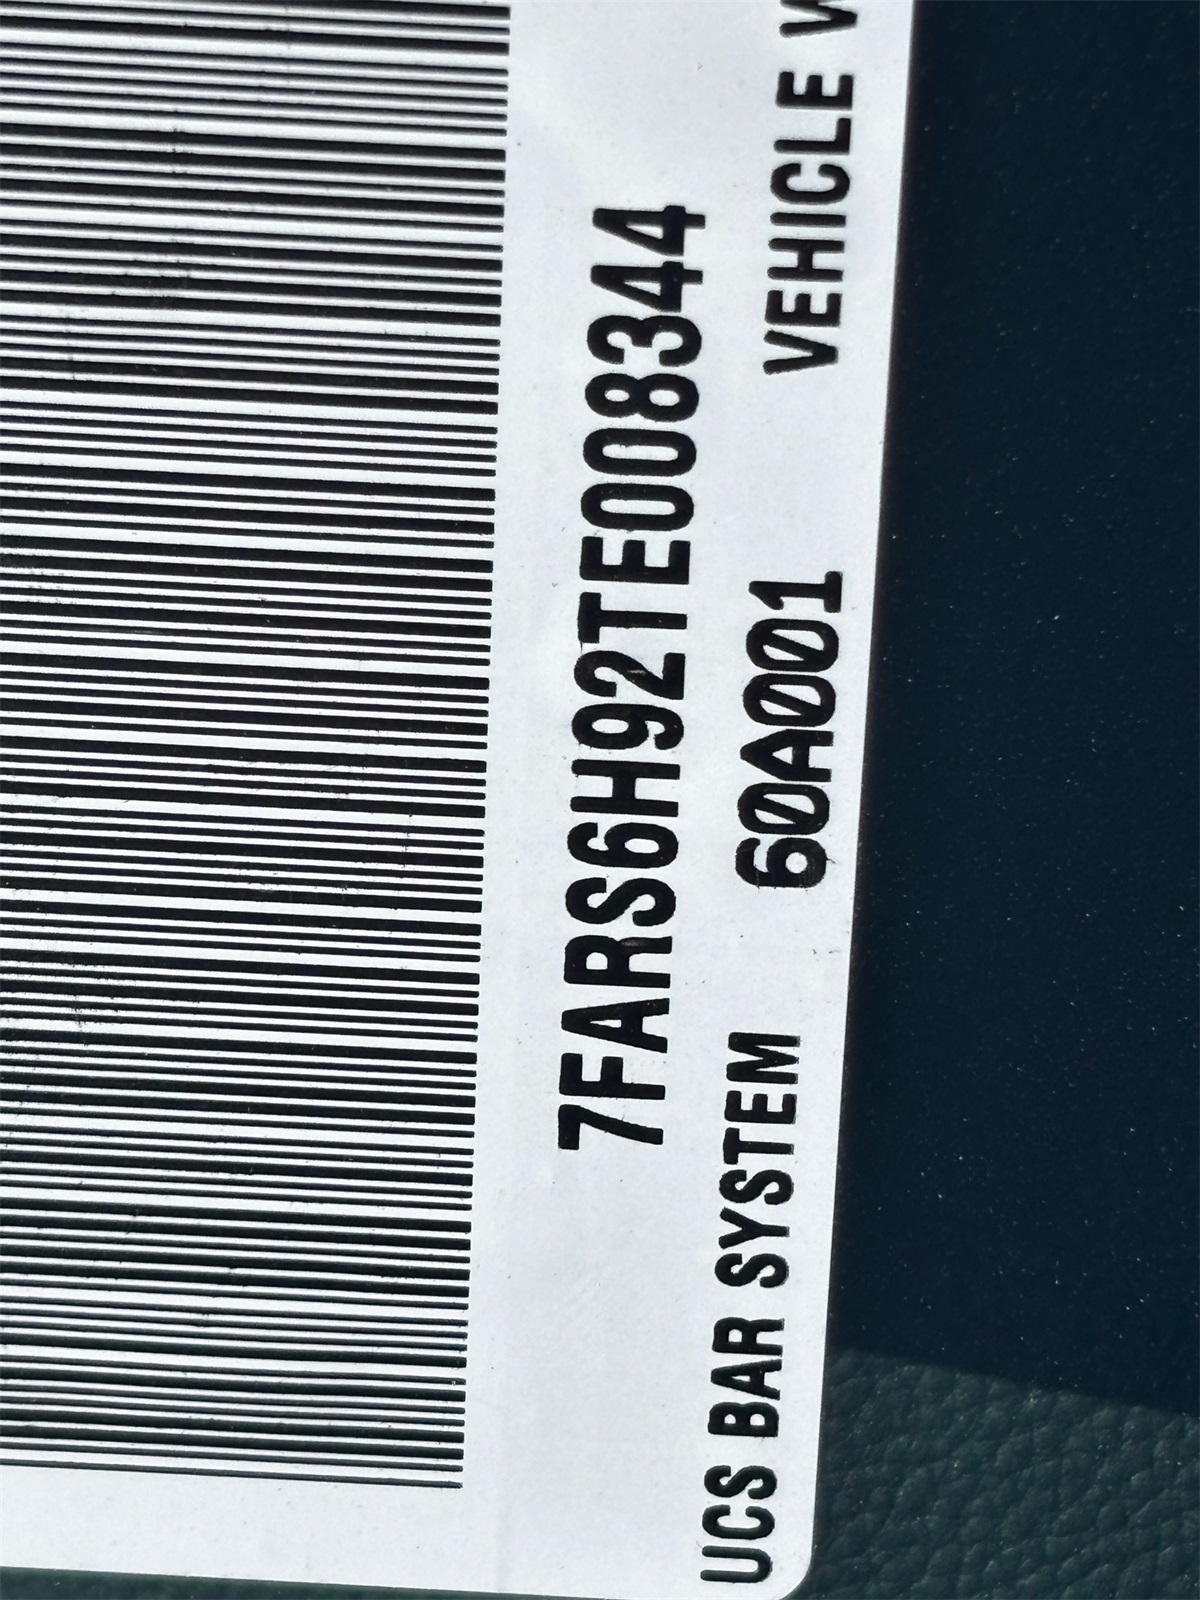 7FARS6H92TE008344
UCS BAR SYSTEM 60A001 VEHICLE